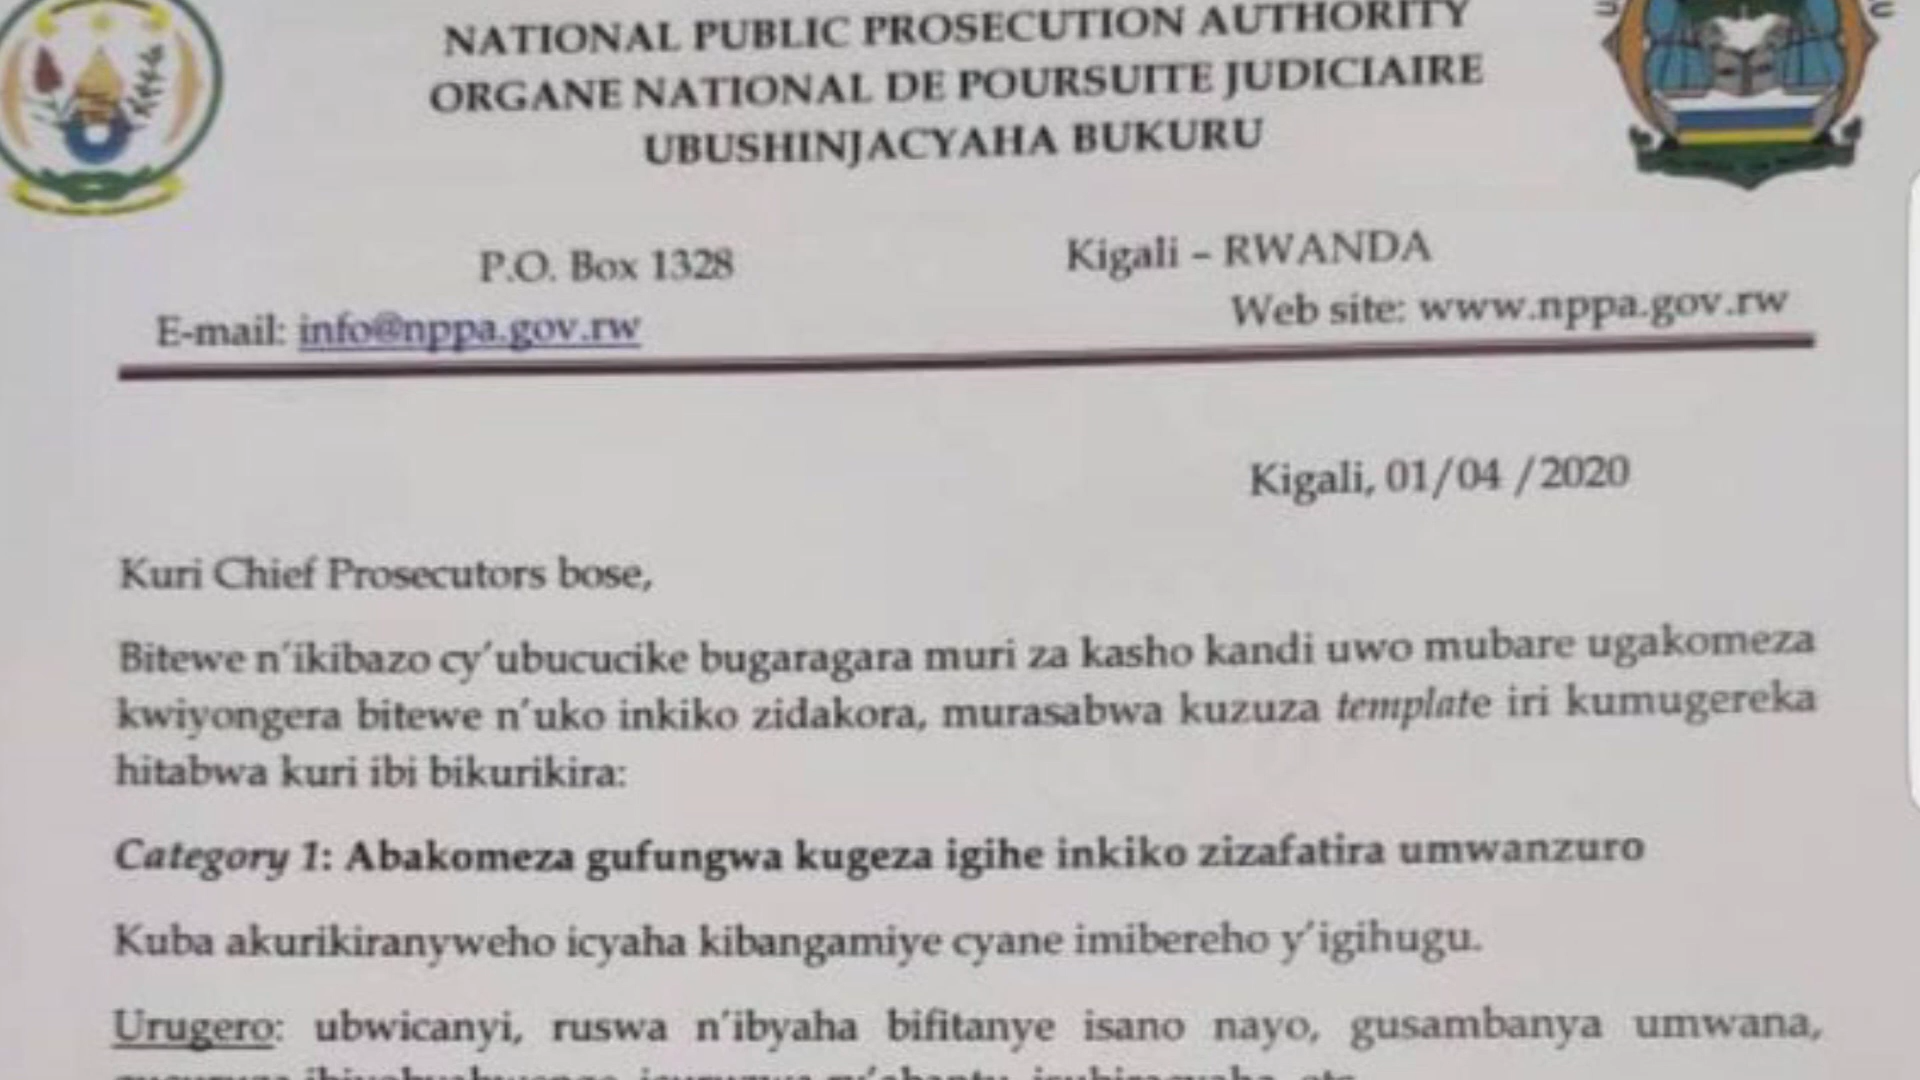 NATIONAL PUBLIC PROSECUTION AUTHORITY
ORGANE NATIONAL DE POURSUITE JUDICIAIRE
UBUSHINJACYAHA BUKURU
P.O. Box 1328 Kigali – RWANDA
E-mail: info@nppa.gov.rw Web site: www.nppa.gov.rw
Kigali, 01/04 /2020
Kuri Chief Prosecutors bose,
Bitewe n'ikibazo cy'ubucucike bugaragara muri za kasho kandi uwo mubare ugakomeza
kwiyongera bitewe n'uko inkiko zidakora, murasabwa kuzuza template iri kumugereka
hitabwa kuri ibi bikurikira:
Category 1: Abakomeza gufungwa kugeza igihe inkiko zizafatira umwanzuro
Kuba akurikiranyweho icyaha kibangamiye cyane imibereho y'igihugu.
Urugero: ubwicanyi, ruswa n'ibyaha bifitanye isano nayo, gusambanya umwana,